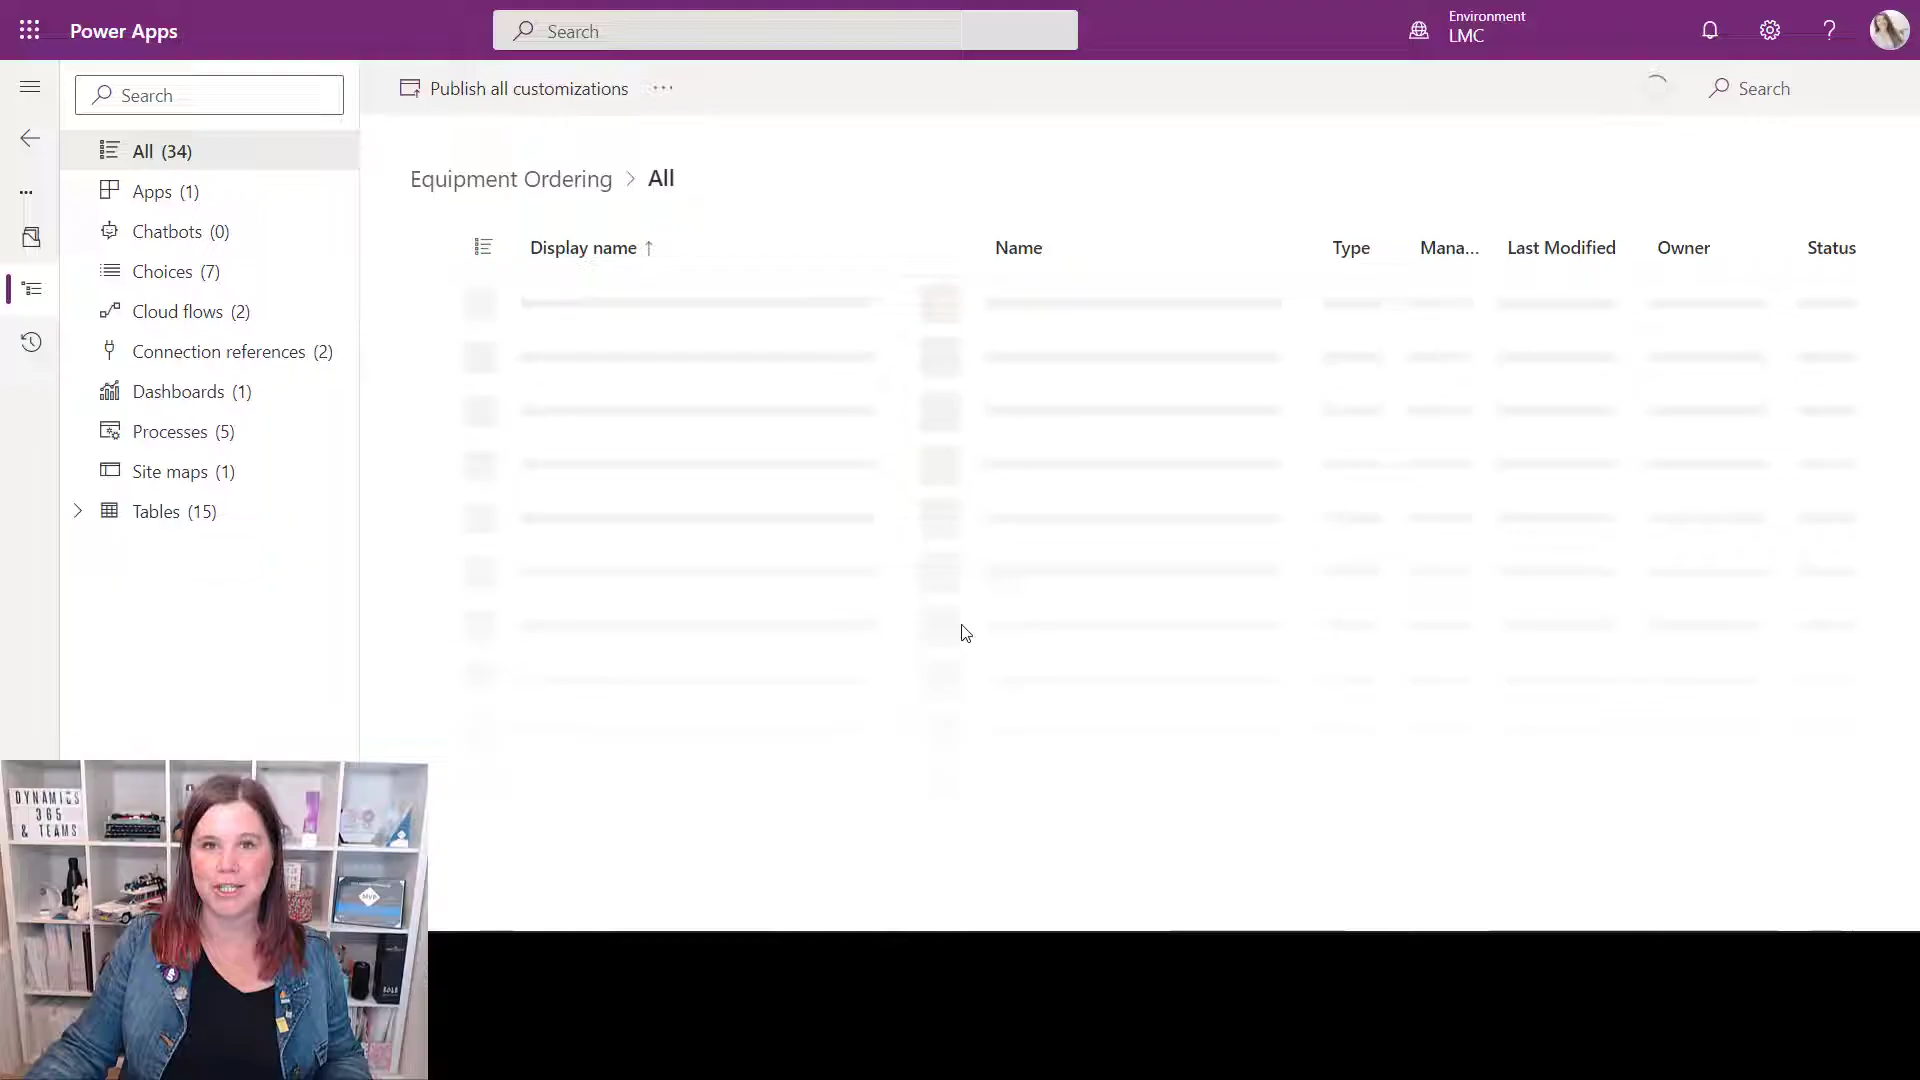 Power Apps
Search
Environment
LMC
Search
Publish all customizations
Search
All (34)
Apps (1)
Chatbots (0)
Choices (7)
Cloud flows (2)
Connection references (2)
Dashboards (1)
Processes (5)
Site maps (1)
Tables (15)
Equipment Ordering > All
Display name ↑ Name Type Mana... Last Modified Owner Status
DYNAMICS
365
& TEAMS
MVP